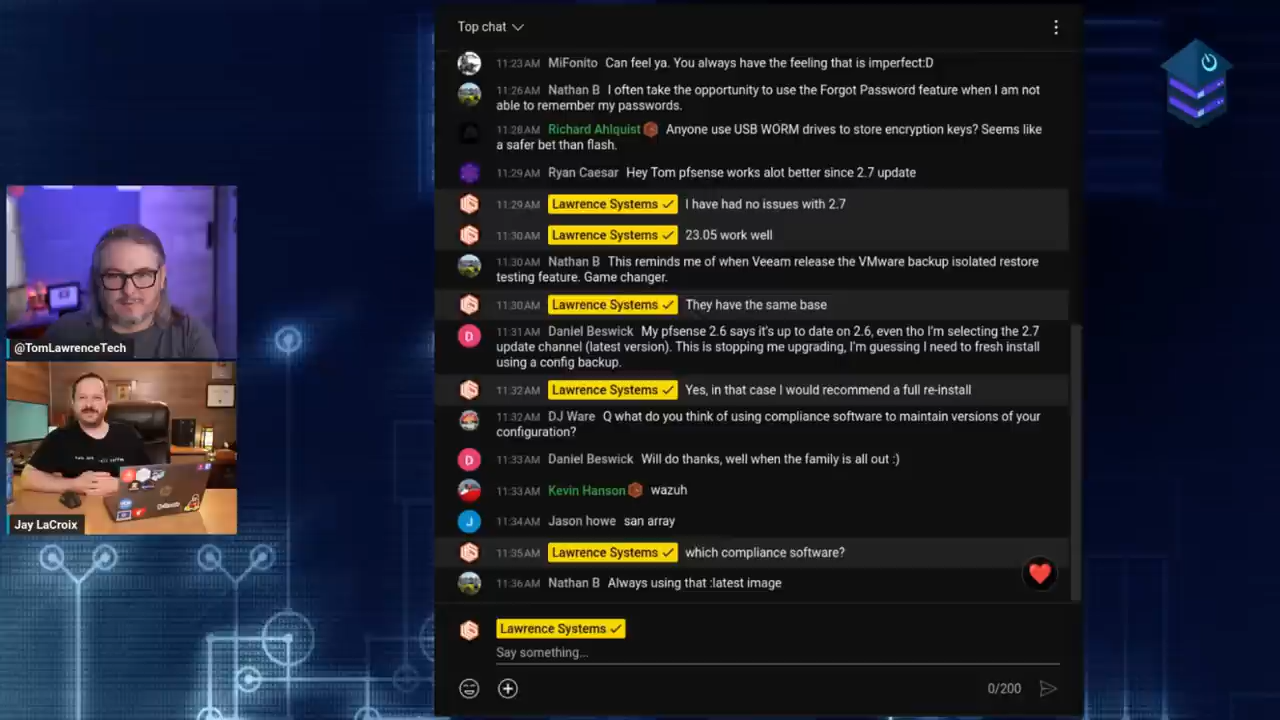 Top chat
11:23 AM MiFonito Can feel ya. You always have the feeling that is imperfect:D
11:26 AM Nathan B I often take the opportunity to use the Forgot Password feature when I am not
able to remember my passwords.
11:28 AM Richard Ahlquist Anyone use USB WORM drives to store encryption keys? Seems like
a safer bet than flash.
11:29 AM Ryan Caesar Hey Tom pfsense works alot better since 2.7 update
11:29 AM Lawrence Systems I have had no issues with 2.7
11:30 AM Lawrence Systems 23.05 work well
11:30 AM Nathan B This reminds me of when Veeam release the VMware backup isolated restore
testing feature. Game changer.
11:30 AM Lawrence Systems They have the same base
D
11:31 AM Daniel Beswick My pfsense 2.6 says it's up to date on 2.6, even tho I'm selecting the 2.7
update channel (latest version). This is stopping me upgrading, I'm guessing I need to fresh install
using a config backup.
11:32 AM Lawrence Systems Yes, in that case I would recommend a full re-install
11:32 AM DJ Ware Q what do you think of using compliance software to maintain versions of your
configuration?
D
11:33 AM Daniel Beswick Will do thanks, well when the family is all out :)
11:33 AM Kevin Hanson wazuh
J
11:34 AM Jason howe san array
11:35 AM Lawrence Systems which compliance software?
11:36 AM Nathan B Always using that :latest image
Lawrence Systems
Say something...
0/200
@TomLawrenceTech
Jay LaCroix